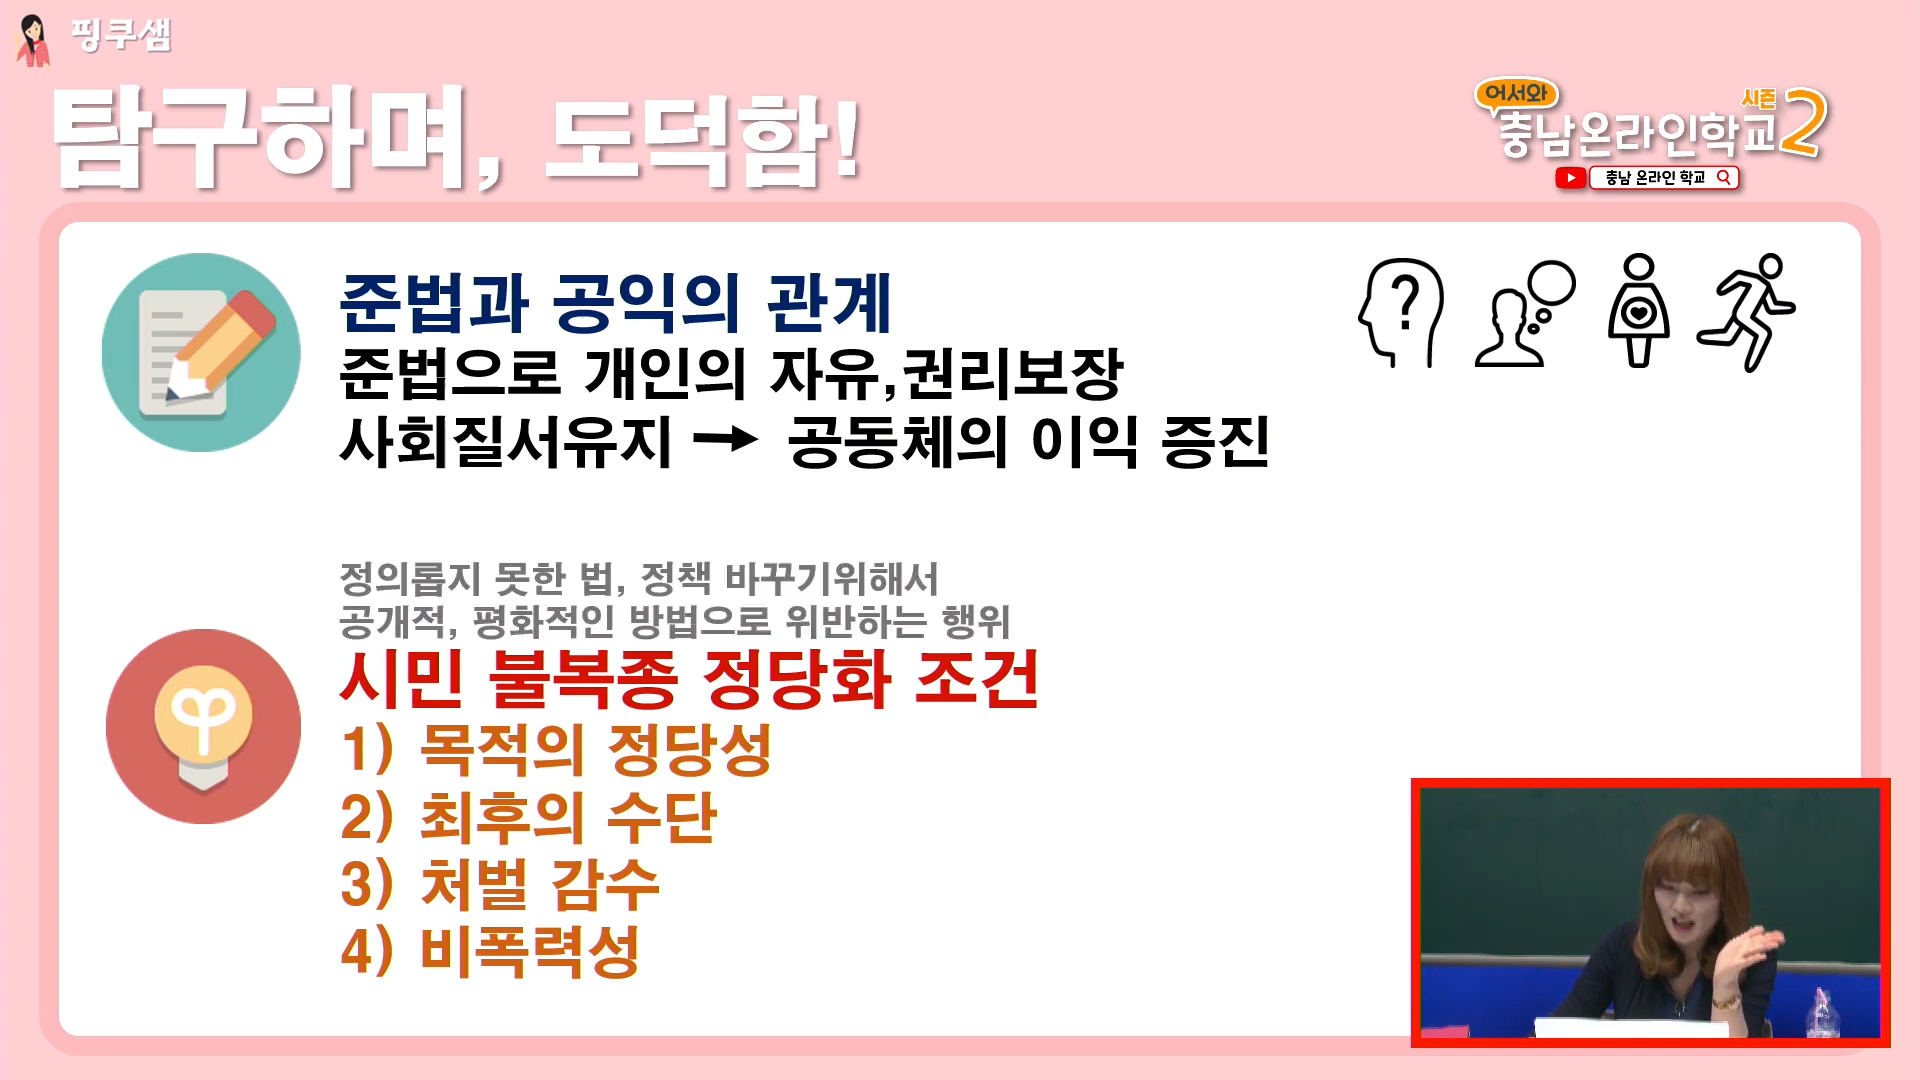 핑쿠샘
탐구하며, 도덕함!
어서와
시즌
충남온라인학교2
충남 온라인 학교
준법과 공익의 관계
준법으로 개인의 자유,권리보장
사회질서유지 → 공동체의 이익 증진
정의롭지 못한 법, 정책 바꾸기위해서
공개적, 평화적인 방법으로 위반하는 행위
시민 불복종 정당화 조건
1) 목적의 정당성
2) 최후의 수단
3) 처벌 감수
4) 비폭력성